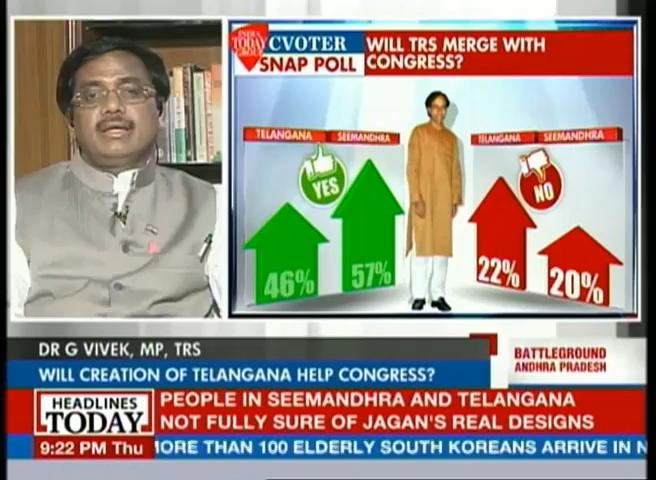 INDIA
TODAY
GROUP
CVOTER
SNAP POLL
WILL TRS MERGE WITH
CONGRESS?
TELANGANA
SEEMANDHRA
YES
46%
57%
TELANGANA
SEEMANDHRA
NO
22%
20%
DR G VIVEK, MP, TRS
WILL CREATION OF TELANGANA HELP CONGRESS?
BATTLEGROUND
ANDHRA PRADESH
HEADLINES
TODAY
PEOPLE IN SEEMANDHRA AND TELANGANA
NOT FULLY SURE OF JAGAN'S REAL DESIGNS
9:22 PM Thu
MORE THAN 100 ELDERLY SOUTH KOREANS ARRIVE IN N